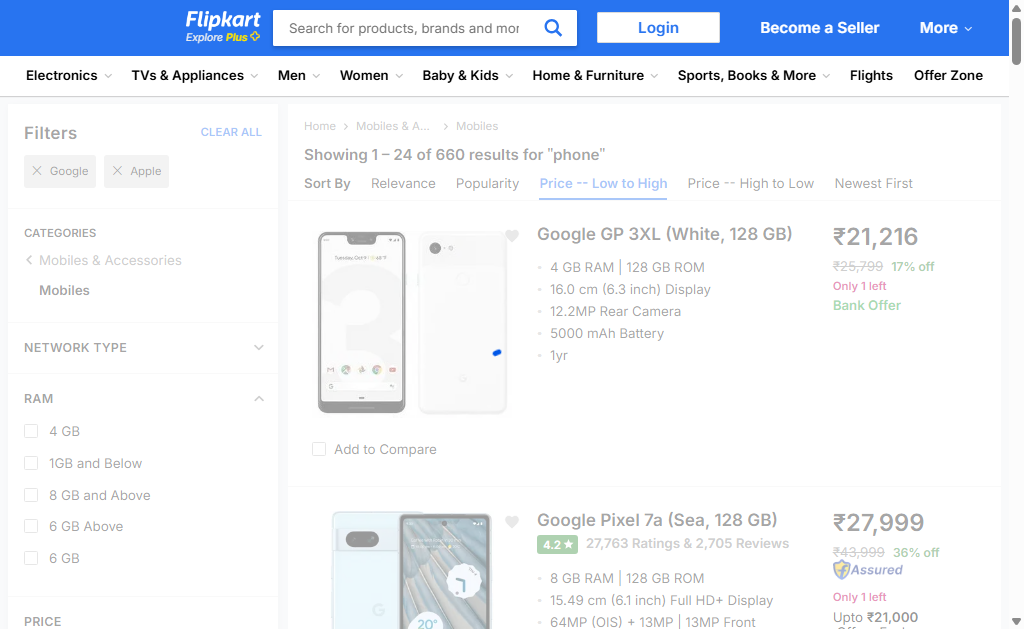 Flipkart
Explore Plus
Search for products, brands and mor
Login
Become a Seller
More
Electronics
TVs & Appliances
Men
Women
Baby & Kids
Home & Furniture
Sports, Books & More
Flights
Offer Zone
Filters
CLEAR ALL
Google
Apple
CATEGORIES
Mobiles & Accessories
Mobiles
NETWORK TYPE
RAM
4 GB
1GB and Below
8 GB and Above
6 GB Above
6 GB
PRICE
Home
Mobiles & A...
Mobiles
Showing 1 – 24 of 660 results for "phone"
Sort By
Relevance
Popularity
Price -- Low to High
Price -- High to Low
Newest First
Google GP 3XL (White, 128 GB)
4 GB RAM | 128 GB ROM
16.0 cm (6.3 inch) Display
12.2MP Rear Camera
5000 mAh Battery
1yr
₹21,216
₹25,799 17% off
Only 1 left
Bank Offer
Add to Compare
Google Pixel 7a (Sea, 128 GB)
4.2 27,763 Ratings & 2,705 Reviews
8 GB RAM | 128 GB ROM
15.49 cm (6.1 inch) Full HD+ Display
64MP (OIS) + 13MP | 13MP Front
20°
₹27,999
₹43,999 36% off
Assured
Only 1 left
Upto ₹21,000